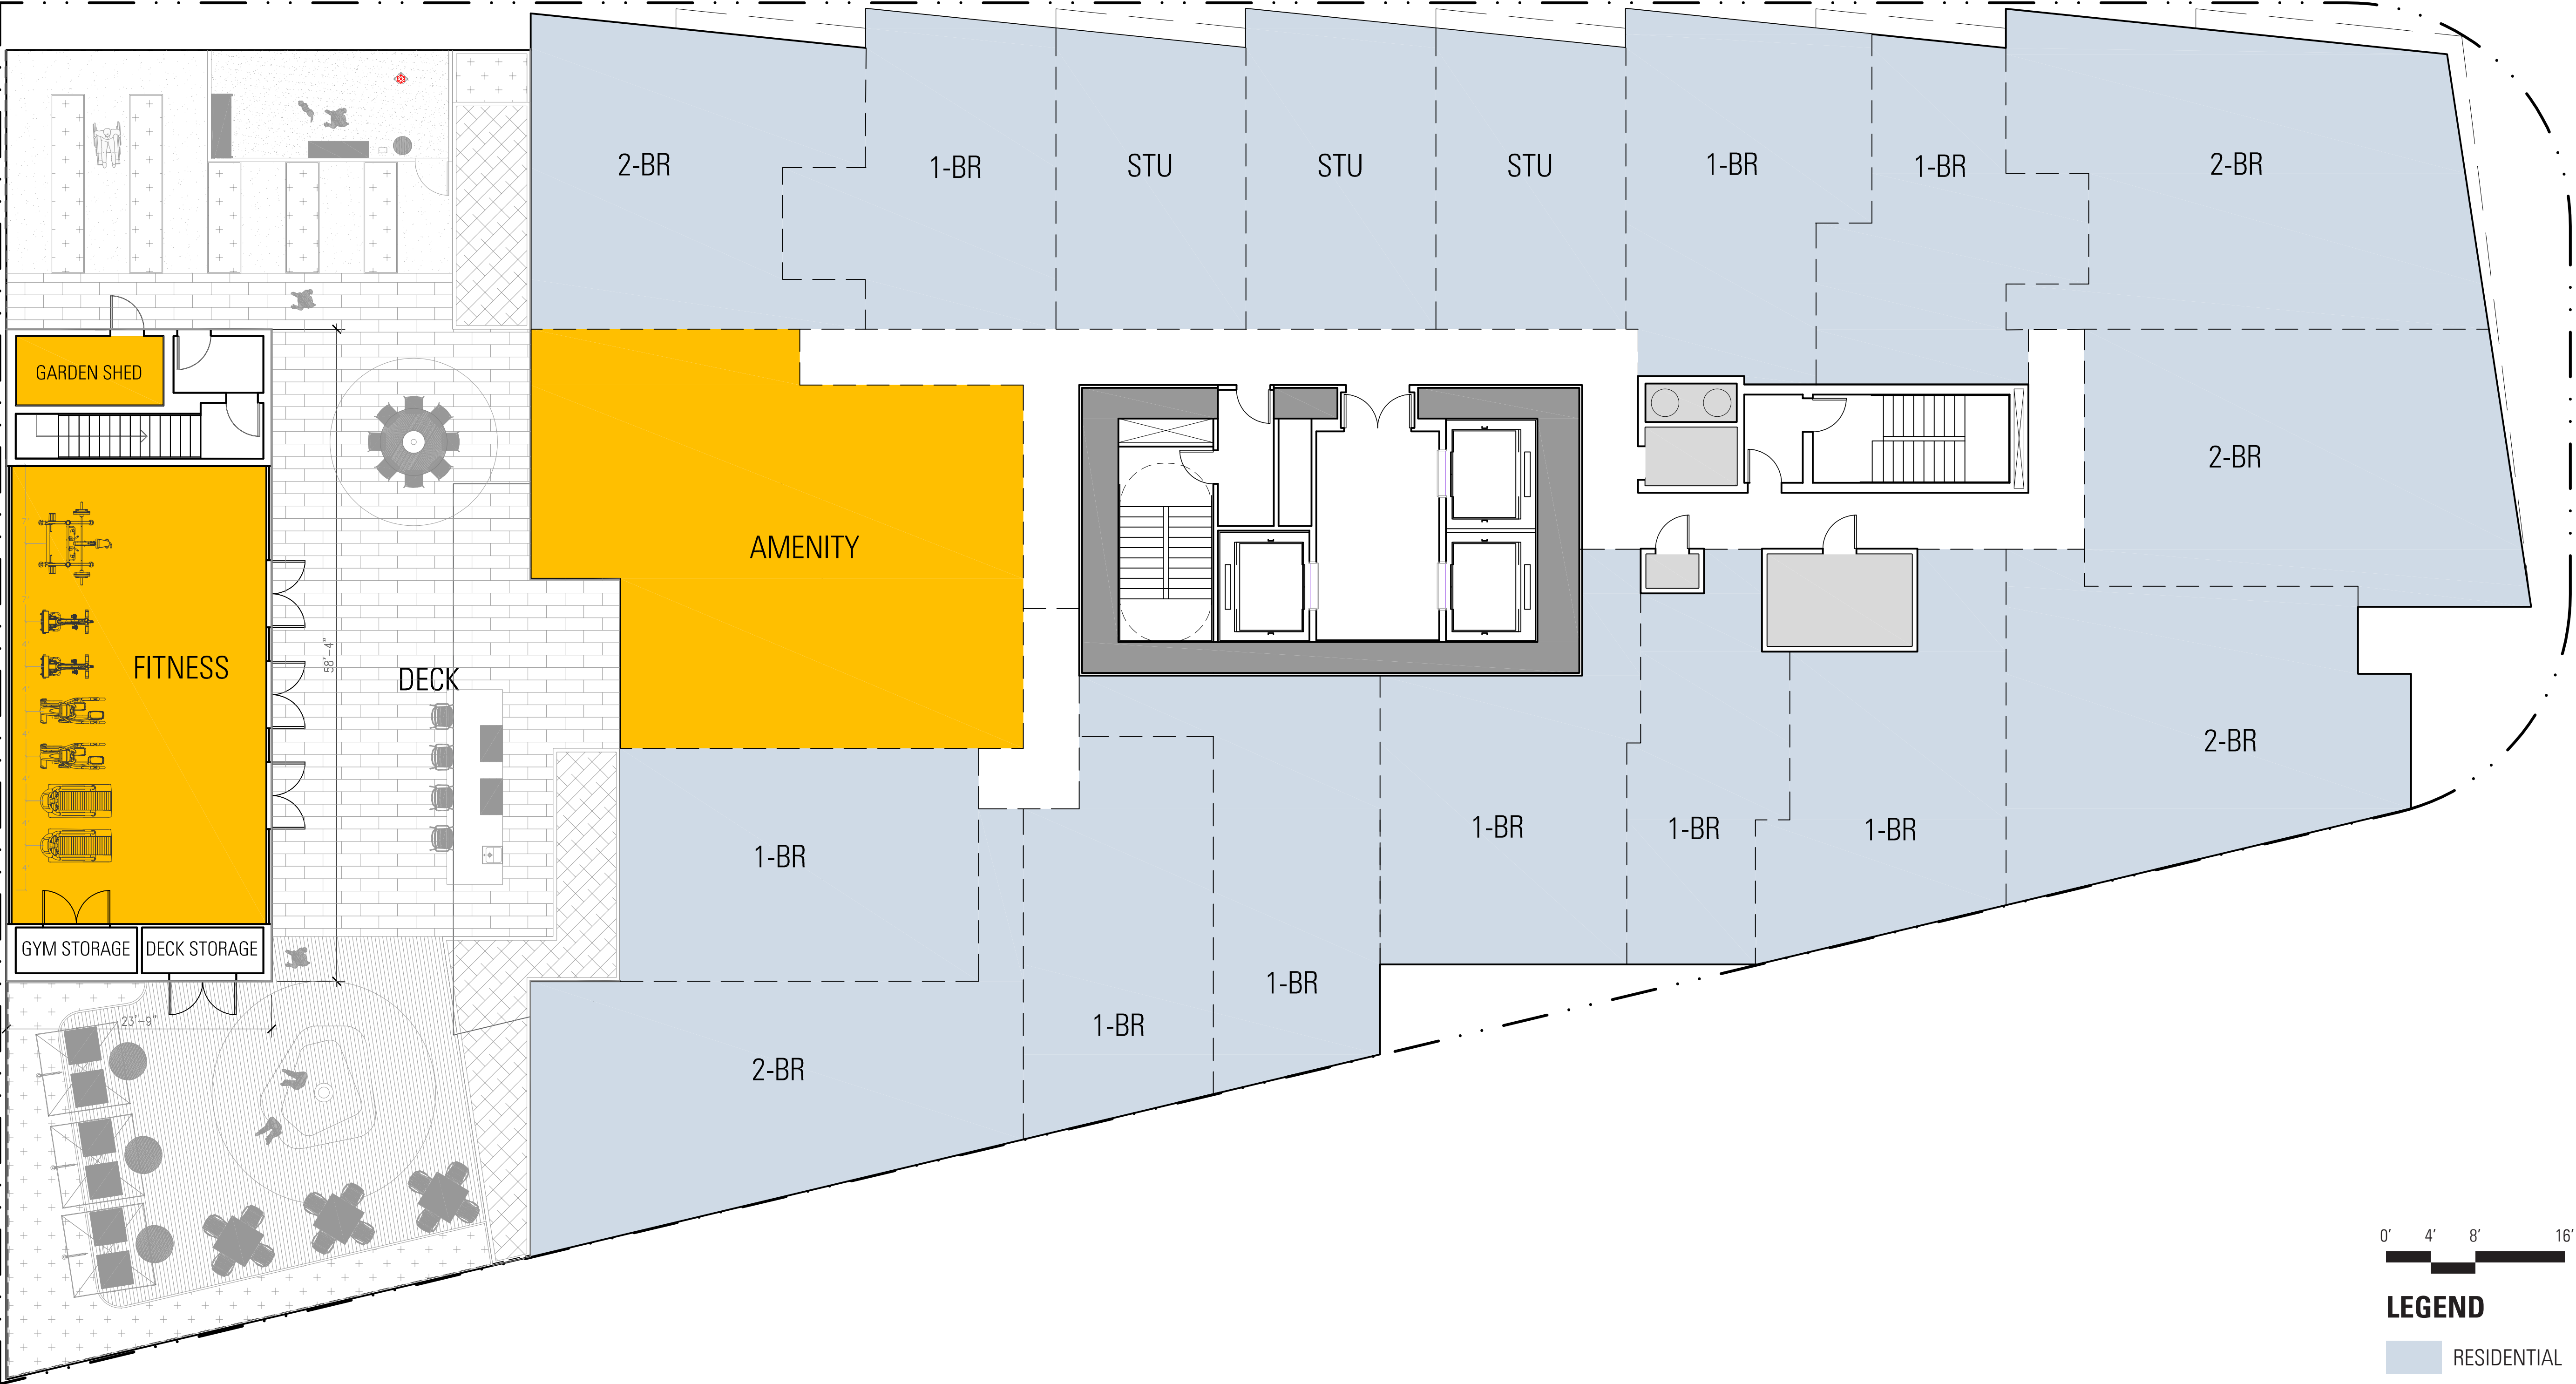 2-BR
1-BR
STU
STU
STU
1-BR
1-BR
2-BR
GARDEN SHED
2-BR
AMENITY
FITNESS
58'-4"
DECK
2-BR
1-BR
1-BR
1-BR
1-BR
GYM STORAGE
DECK STORAGE
1-BR
1-BR
23'-9"
2-BR
0' 4' 8' 16'
LEGEND
RESIDENTIAL